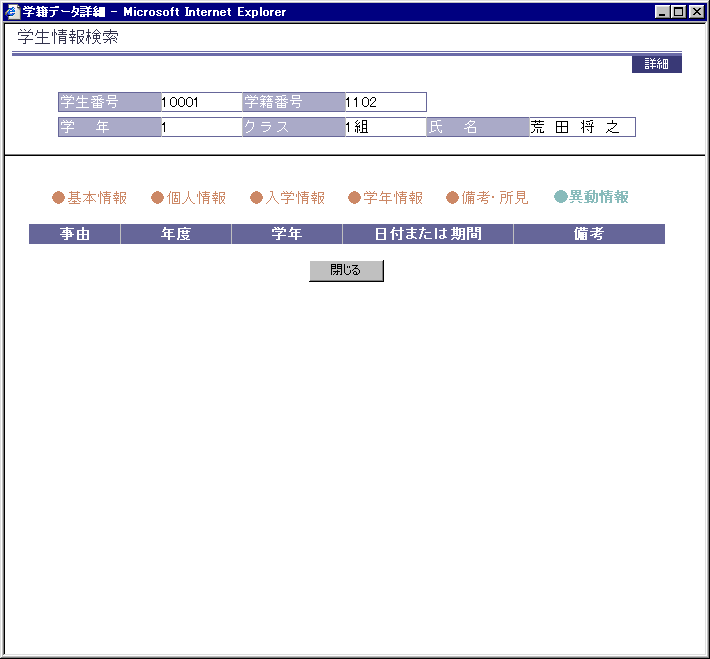 学籍データ詳細 - Microsoft Internet Explorer
学生情報検索
詳細
学生番号 10001 学籍番号 1102
学　年 1 クラス 1組 氏　名 荒 田 将 之
●基本情報 ●個人情報 ●入学情報 ●学年情報 ●備考・所見 ●異動情報
事由 年度 学年 日付または期間 備考
閉じる